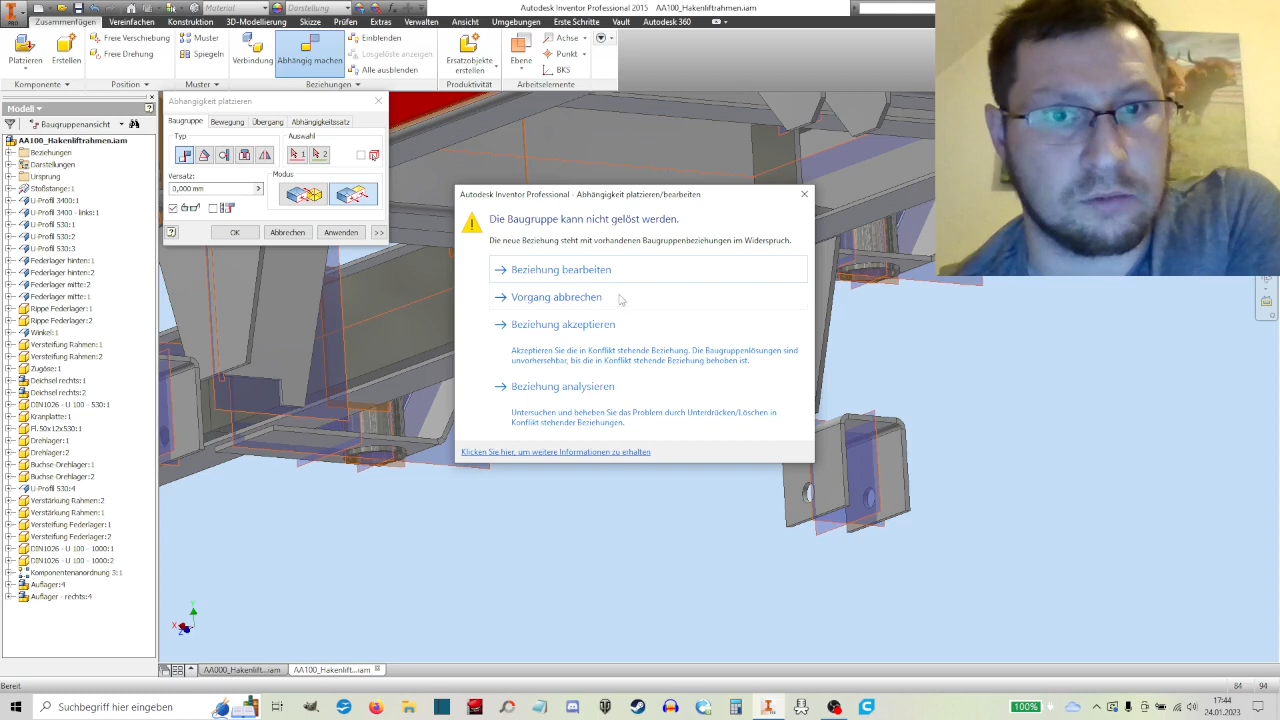 Material
Darstellung
Autodesk Inventor Professional 2015 AA100_Hakenliftrahmen.iam
Zusammenfügen Vereinfachen Konstruktion 3D-Modellierung Skizze Prüfen Extras Verwalten Ansicht Umgebungen Erste Schritte Vault Autodesk 360
Platzieren
Erstellen
Freie Verschiebung
Freie Drehung
Muster
Spiegeln
Verbindung
Abhängig machen
Einblenden
Losgelöste anzeigen
Alle ausblenden
Ersatzobjekte erstellen
Ebene
Achse
Punkt
BKS
Komponente
Position
Muster
Beziehungen
Produktivität
Arbeitselemente
Modell
Baugruppenansicht
AA100_Hakenliftrahmen.iam
Beziehungen
Darstellungen
Ursprung
Stoßstange:1
U-Profil 3400:1
U-Profil 3400 - links:1
U-Profil 530:1
U-Profil 530:2
U-Profil 530:3
Federlager hinten:1
Federlager hinten:2
Federlager mitte:2
Federlager mitte:1
Rippe Federlager:1
Rippe Federlager:2
Winkel:1
Versteifung Rahmen:1
Versteifung Rahmen:2
Zugöse:1
Deichsel rechts:1
Deichsel rechts:2
DIN1026 - U 100 - 530:1
Kranplatte:1
Fl.50x12x530:1
Drehlager:1
Drehlager:2
Buchse-Drehlager:1
Buchse-Drehlager:2
U-Profil 530:4
Verstärkung Rahmen:2
Verstärkung Rahmen:1
Versteifung Federlager:1
Versteifung Federlager:2
DIN1026 - U 100 - 1000:1
DIN1026 - U 100 - 1000:2
Komponentenanordnung 3:1
Auflager:4
Auflager - rechts:4
Abhängigkeit platzieren
Baugruppe Bewegung Übergang Abhängigkeitssatz
Typ
Auswahl
1 2
Versatz:
0,000 mm
Modus
OK Abbrechen Anwenden >>
Autodesk Inventor Professional - Abhängigkeit platzieren/bearbeiten
Die Baugruppe kann nicht gelöst werden.
Die neue Beziehung steht mit vorhandenen Baugruppenbeziehungen im Widerspruch.
Beziehung bearbeiten
Vorgang abbrechen
Beziehung akzeptieren
Akzeptieren Sie die in Konflikt stehende Beziehung. Die Baugruppenlösungen sind
unvorhersehbar, bis die in Konflikt stehende Beziehung behoben ist.
Beziehung analysieren
Untersuchen und beheben Sie das Problem durch Unterdrücken/Löschen in
Konflikt stehender Beziehungen.
Klicken Sie hier, um weitere Informationen zu erhalten
Y
X
Z
AA000_Hakenlift...iam AA100_Hakenlift...iam
Bereit
84 94
Suchbegriff hier eingeben
100%
17:44
24.01.2023